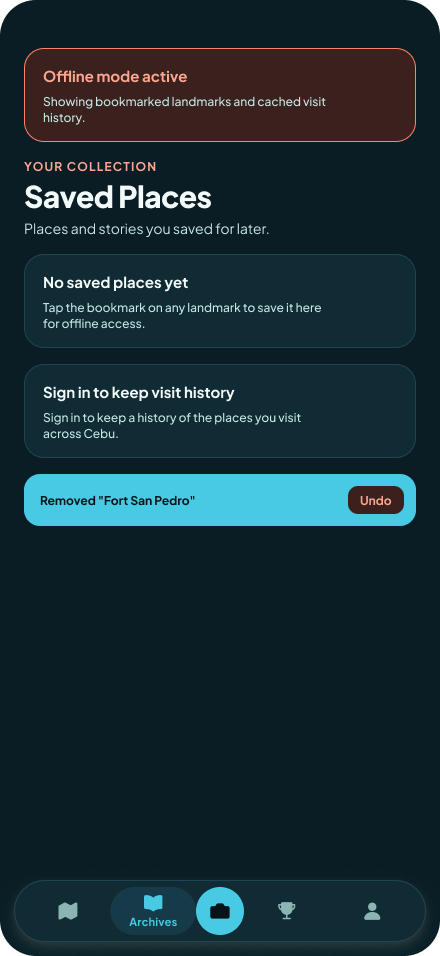 Offline mode active
Showing bookmarked landmarks and cached visit
history.
YOUR COLLECTION
Saved Places
Places and stories you saved for later.
No saved places yet
Tap the bookmark on any landmark to save it here
for offline access.
Sign in to keep visit history
Sign in to keep a history of the places you visit
across Cebu.
Removed "Fort San Pedro"
Undo
Archives